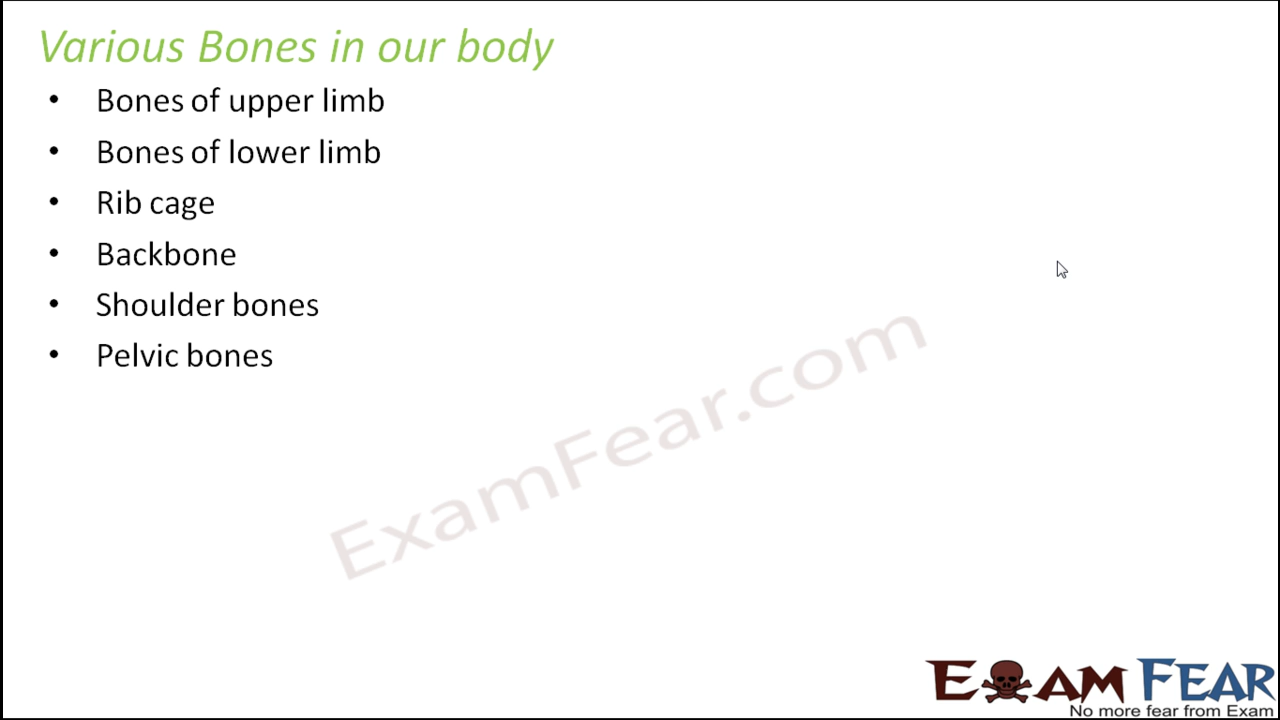 Various Bones in our body
• Bones of upper limb
• Bones of lower limb
• Rib cage
• Backbone
• Shoulder bones
• Pelvic bones
ExamFear.com
EXAM FEAR
No more fear from Exam